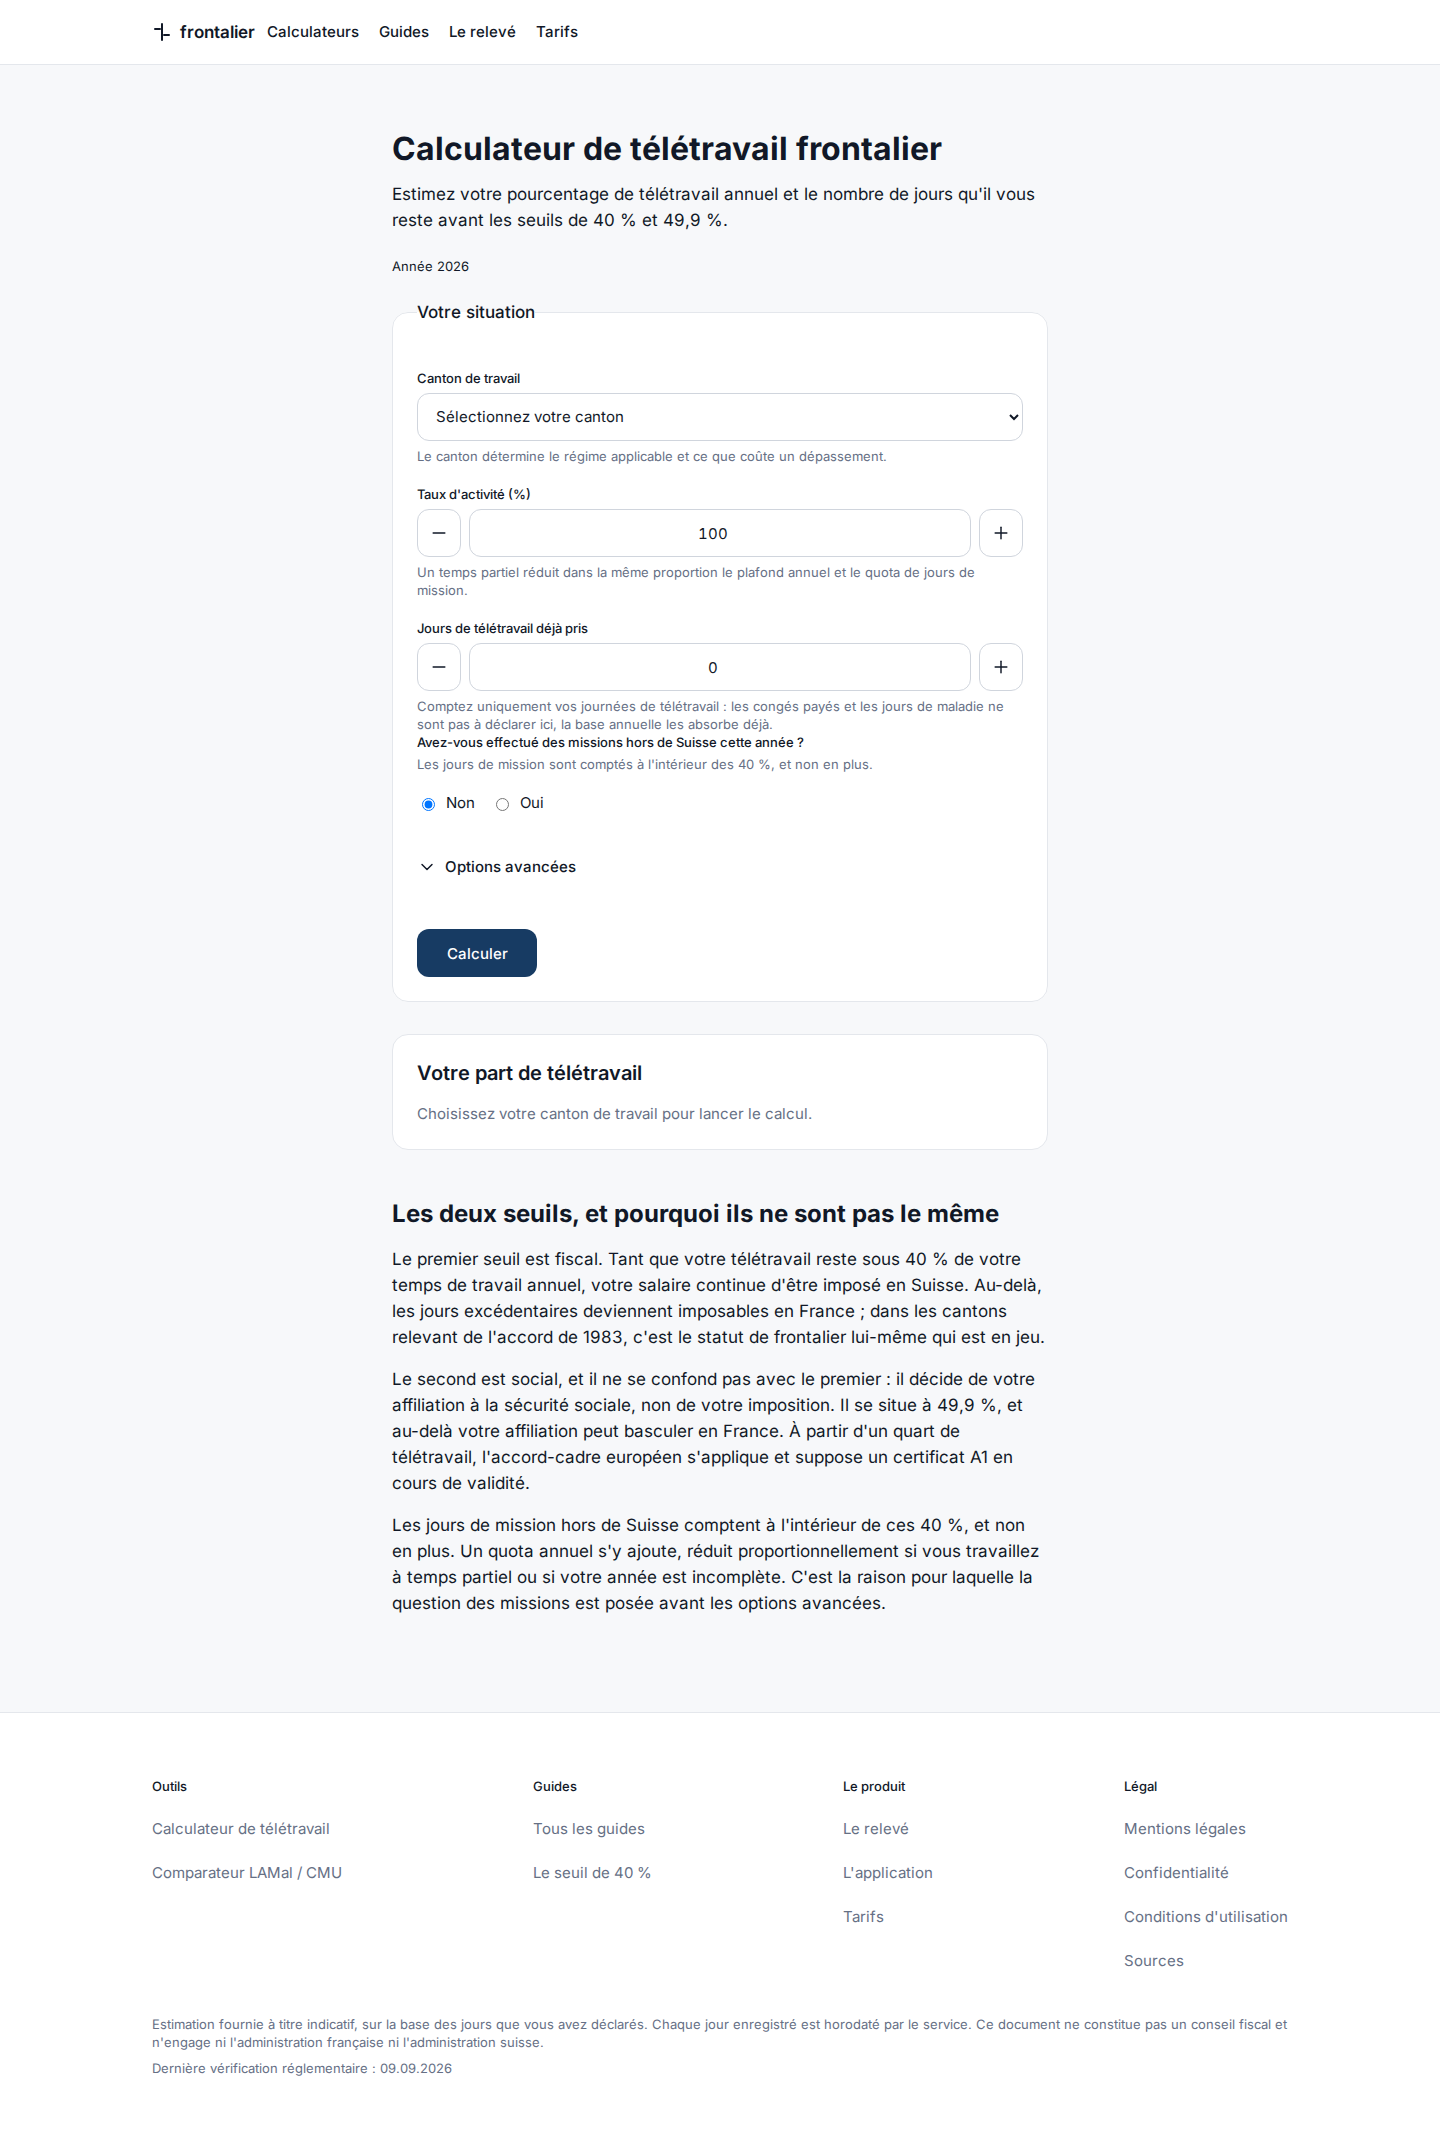 frontalier Calculateurs Guides Le relevé Tarifs
Calculateur de télétravail frontalier
Estimez votre pourcentage de télétravail annuel et le nombre de jours qu'il vous
reste avant les seuils de 40 % et 49,9 %.
Année 2026
Votre situation
Canton de travail
Sélectionnez votre canton
Le canton détermine le régime applicable et ce que coûte un dépassement.
Taux d'activité (%)
100
Un temps partiel réduit dans la même proportion le plafond annuel et le quota de jours de
mission.
Jours de télétravail déjà pris
0
Comptez uniquement vos journées de télétravail : les congés payés et les jours de maladie ne
sont pas à déclarer ici, la base annuelle les absorbe déjà.
Avez-vous effectué des missions hors de Suisse cette année ?
Les jours de mission sont comptés à l'intérieur des 40 %, et non en plus.
Non Oui
Options avancées
Calculer
Votre part de télétravail
Choisissez votre canton de travail pour lancer le calcul.
Les deux seuils, et pourquoi ils ne sont pas le même
Le premier seuil est fiscal. Tant que votre télétravail reste sous 40 % de votre
temps de travail annuel, votre salaire continue d'être imposé en Suisse. Au-delà,
les jours excédentaires deviennent imposables en France ; dans les cantons
relevant de l'accord de 1983, c'est le statut de frontalier lui-même qui est en jeu.
Le second est social, et il ne se confond pas avec le premier : il décide de votre
affiliation à la sécurité sociale, non de votre imposition. Il se situe à 49,9 %, et
au-delà votre affiliation peut basculer en France. À partir d'un quart de
télétravail, l'accord-cadre européen s'applique et suppose un certificat A1 en
cours de validité.
Les jours de mission hors de Suisse comptent à l'intérieur de ces 40 %, et non
en plus. Un quota annuel s'y ajoute, réduit proportionnellement si vous travaillez
à temps partiel ou si votre année est incomplète. C'est la raison pour laquelle la
question des missions est posée avant les options avancées.
Outils
Calculateur de télétravail
Comparateur LAMal / CMU
Guides
Tous les guides
Le seuil de 40 %
Le produit
Le relevé
L'application
Tarifs
Légal
Mentions légales
Confidentialité
Conditions d'utilisation
Sources
Estimation fournie à titre indicatif, sur la base des jours que vous avez déclarés. Chaque jour enregistré est horodaté par le service. Ce document ne constitue pas un conseil fiscal et
n'engage ni l'administration française ni l'administration suisse.
Dernière vérification réglementaire : 09.09.2026